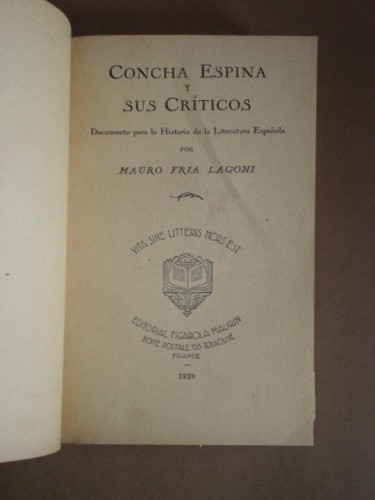 CONCHA ESPINA
Y
SUS CRÍTICOS
Documento para la Historia de la Literatura Española
POR
MAURO FRIA LAGONI
VITA SINE LITTERIS MORS EST
EDITORIAL FIGAROLA MAURIN
BOITE POSTALE 155 TOULOUSE
FRANCE
1929